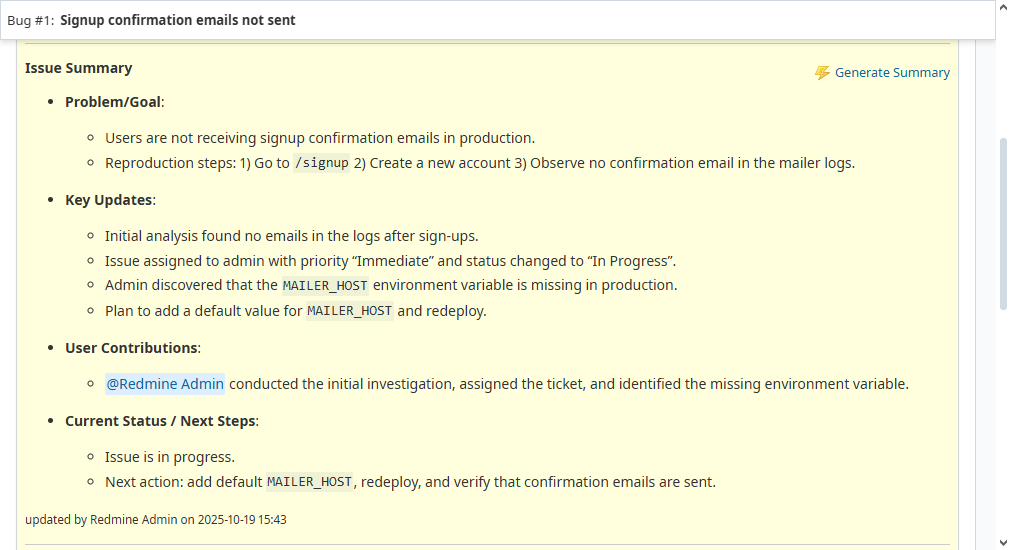 Bug #1: Signup confirmation emails not sent
Issue Summary
Generate Summary
Problem/Goal:
Users are not receiving signup confirmation emails in production.
Reproduction steps: 1) Go to /signup 2) Create a new account 3) Observe no confirmation email in the mailer logs.
Key Updates:
Initial analysis found no emails in the logs after sign-ups.
Issue assigned to admin with priority “Immediate” and status changed to “In Progress”.
Admin discovered that the MAILER_HOST environment variable is missing in production.
Plan to add a default value for MAILER_HOST and redeploy.
User Contributions:
@Redmine Admin conducted the initial investigation, assigned the ticket, and identified the missing environment variable.
Current Status / Next Steps:
Issue is in progress.
Next action: add default MAILER_HOST, redeploy, and verify that confirmation emails are sent.
updated by Redmine Admin on 2025-10-19 15:43